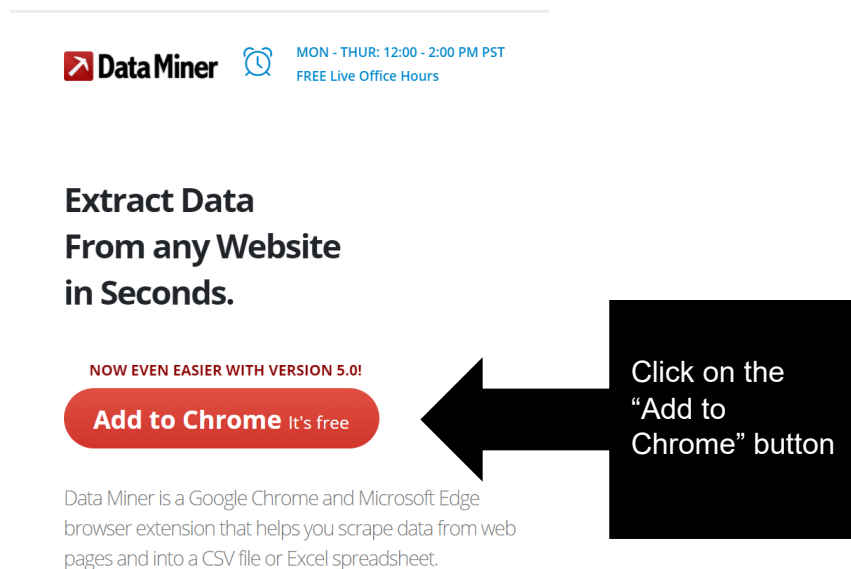 Data Miner
MON - THUR: 12:00 - 2:00 PM PST
FREE Live Office Hours
Extract Data
From any Website
in Seconds.
NOW EVEN EASIER WITH VERSION 5.0!
Add to Chrome It's free
Click on the
“Add to
Chrome” button
Data Miner is a Google Chrome and Microsoft Edge
browser extension that helps you scrape data from web
pages and into a CSV file or Excel spreadsheet.